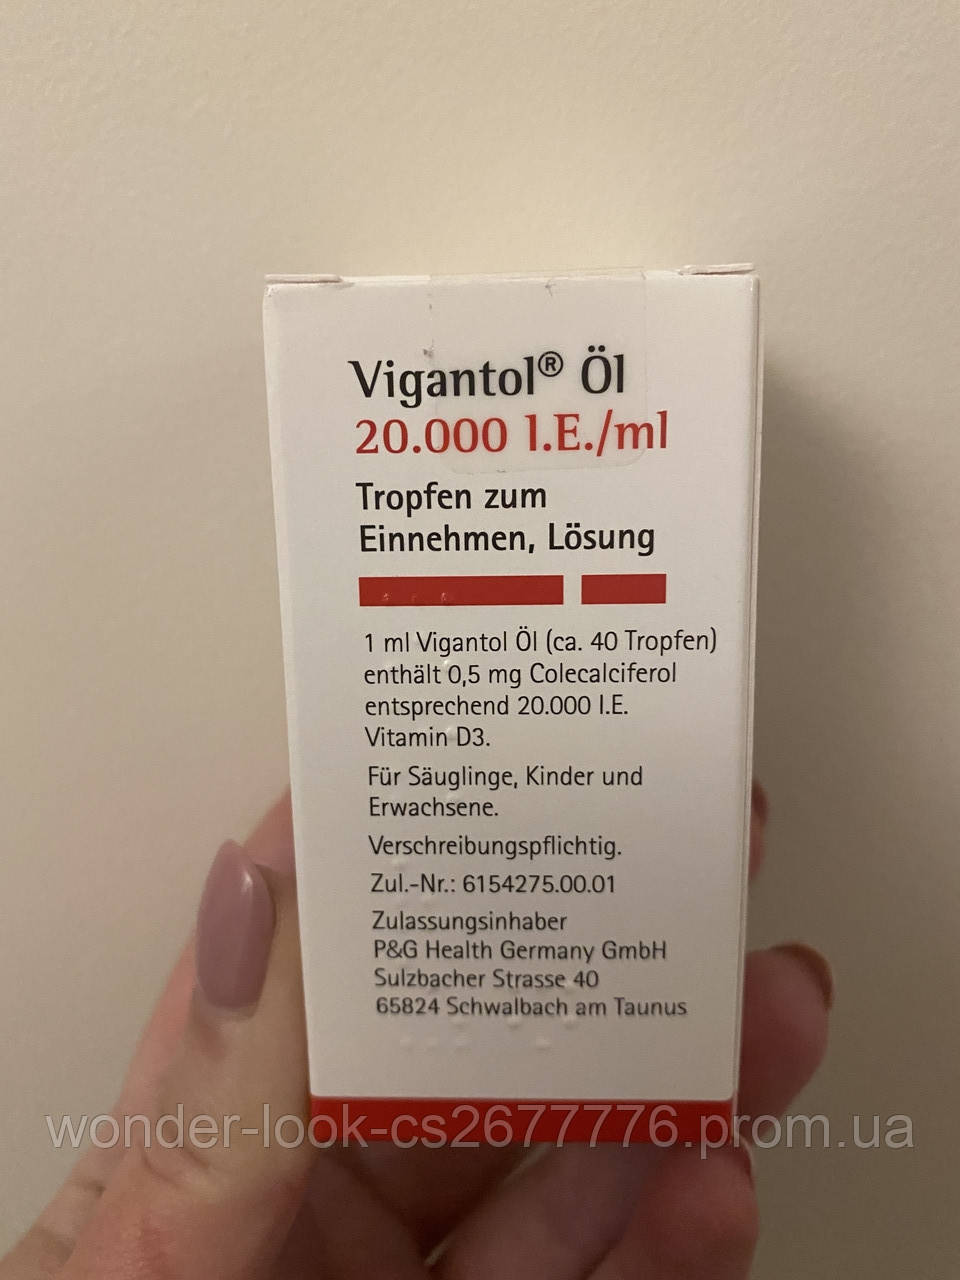 Vigantol® Öl
20.000 I.E./ml
Tropfen zum
Einnehmen, Lösung
1 ml Vigantol Öl (ca. 40 Tropfen)
enthält 0,5 mg Colecalciferol
entsprechend 20.000 I.E.
Vitamin D3.
Für Säuglinge, Kinder und
Erwachsene.
Verschreibungspflichtig.
Zul.-Nr.: 6154275.00.01
Zulassungsinhaber
P&G Health Germany GmbH
Sulzbacher Strasse 40
65824 Schwalbach am Taunus
wonder-look-cs2677776.prom.ua